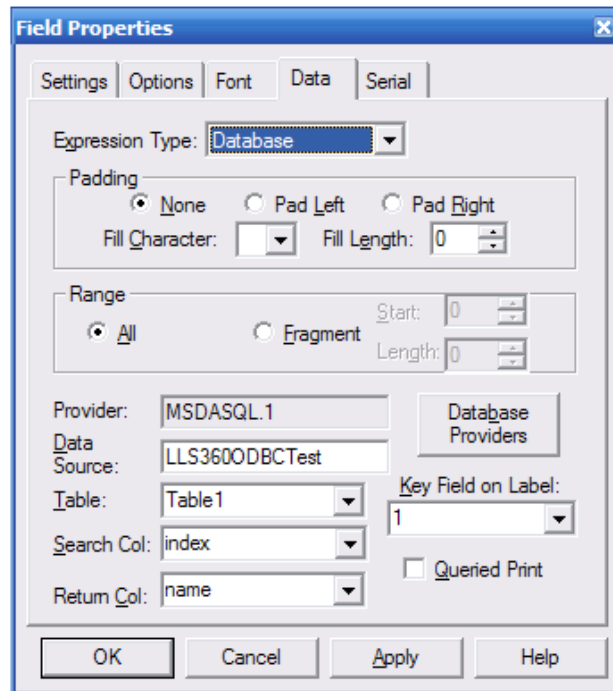 Field Properties
Settings Options Font Data Serial
Expression Type: Database
Padding
None Pad Left Pad Right
Fill Character: Fill Length: 0
Range
All Fragment Start: 0
Length: 0
Provider: MSDASQL.1 Database Providers
Data Source: LLS360ODBCTest
Table: Table1 Key Field on Label:
1
Search Col: index
Queried Print
Return Col: name
OK Cancel Apply Help